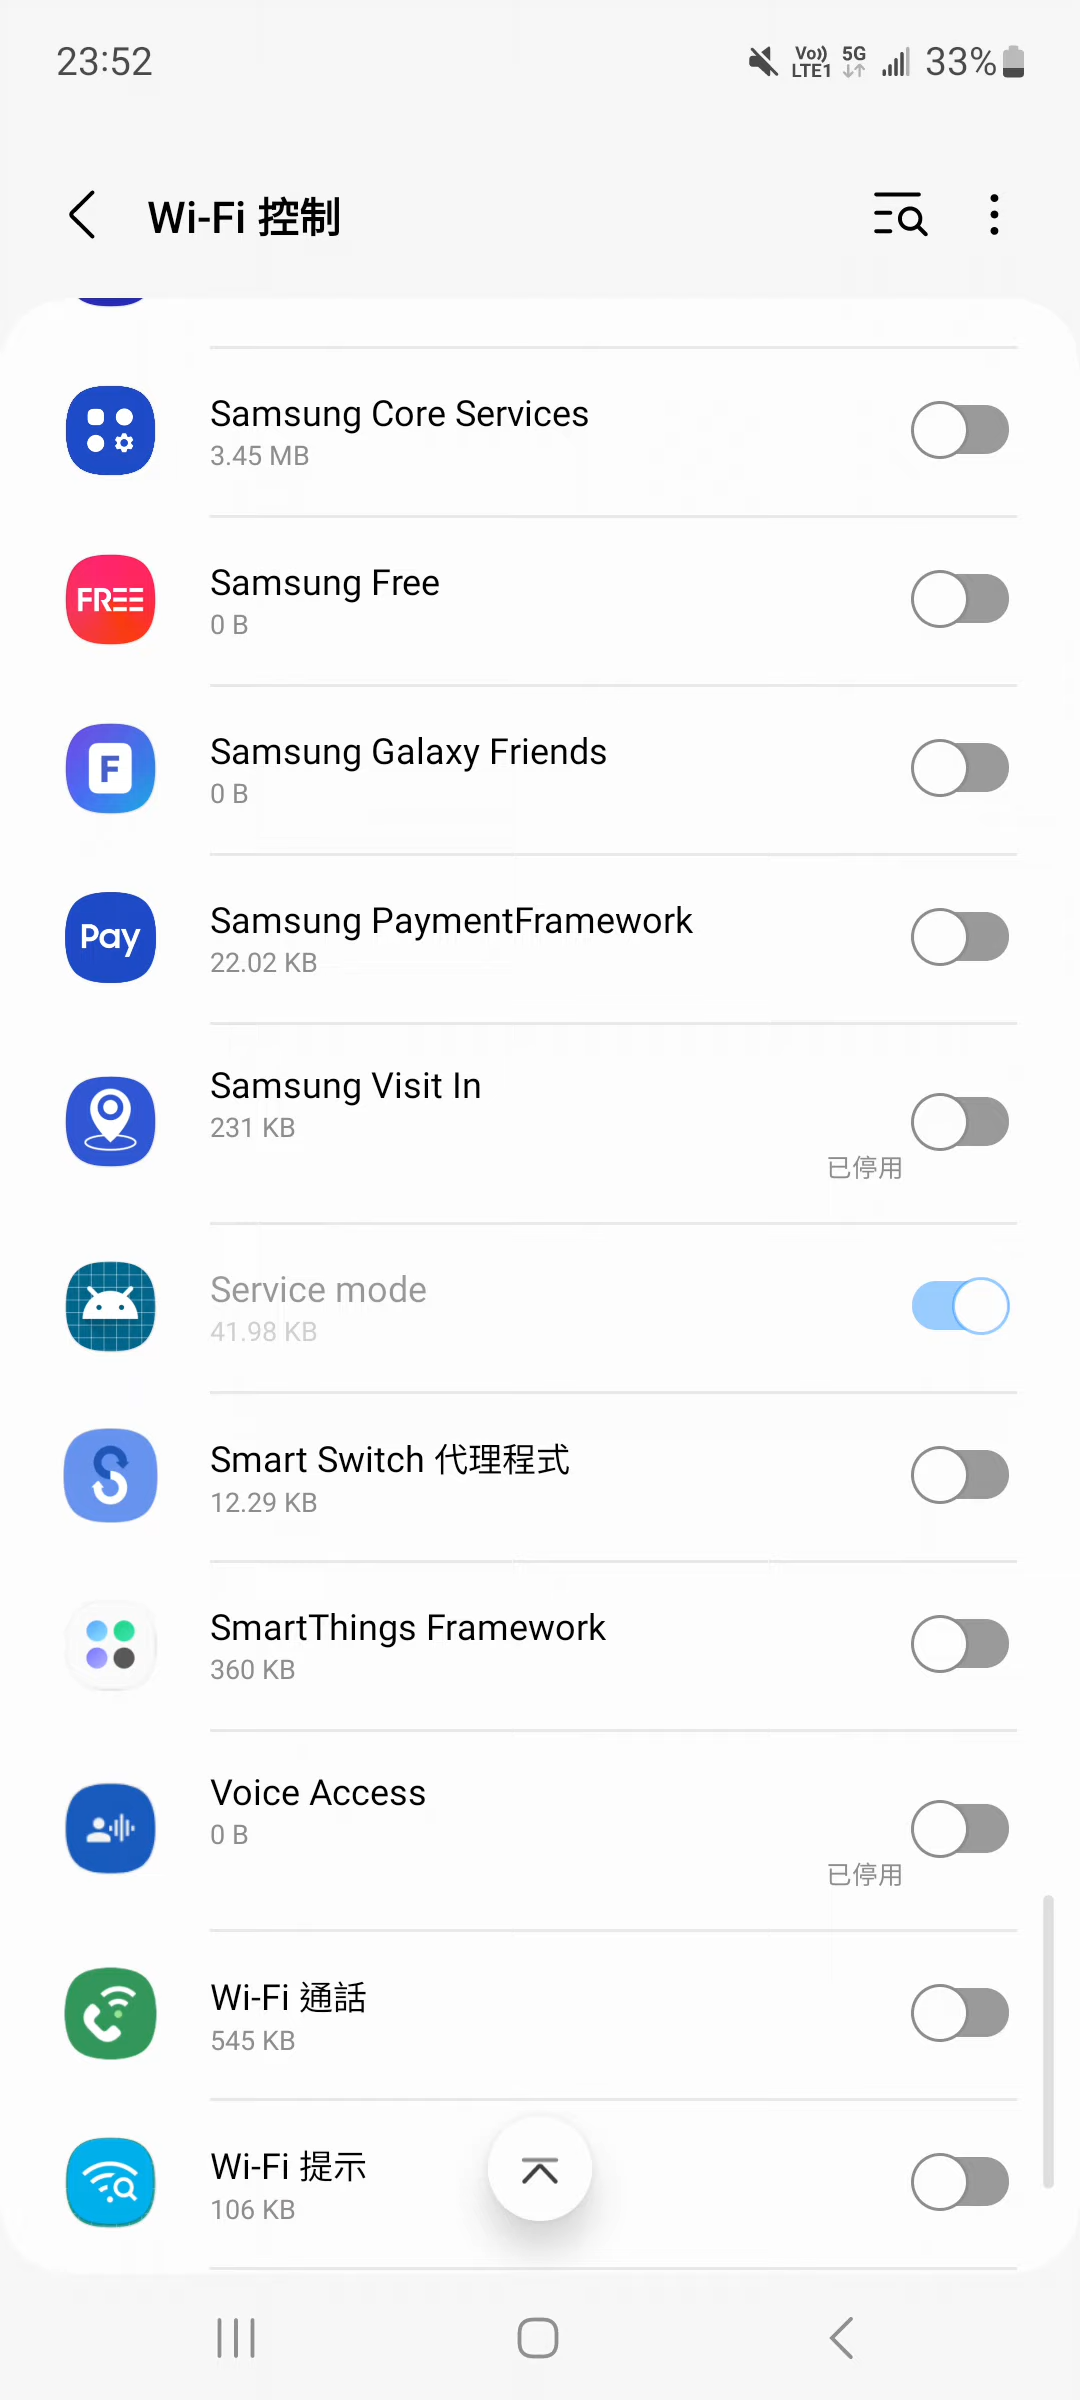 23:52
Vo)) LTE1 5G 33%
Wi-Fi 控制
Samsung Core Services
3.45 MB
FREE
Samsung Free
0 B
F
Samsung Galaxy Friends
0 B
Pay
Samsung PaymentFramework
22.02 KB
Samsung Visit In
231 KB
已停用
Service mode
41.98 KB
Smart Switch 代理程式
12.29 KB
SmartThings Framework
360 KB
Voice Access
0 B
已停用
Wi-Fi 通話
545 KB
Wi-Fi 提示
106 KB